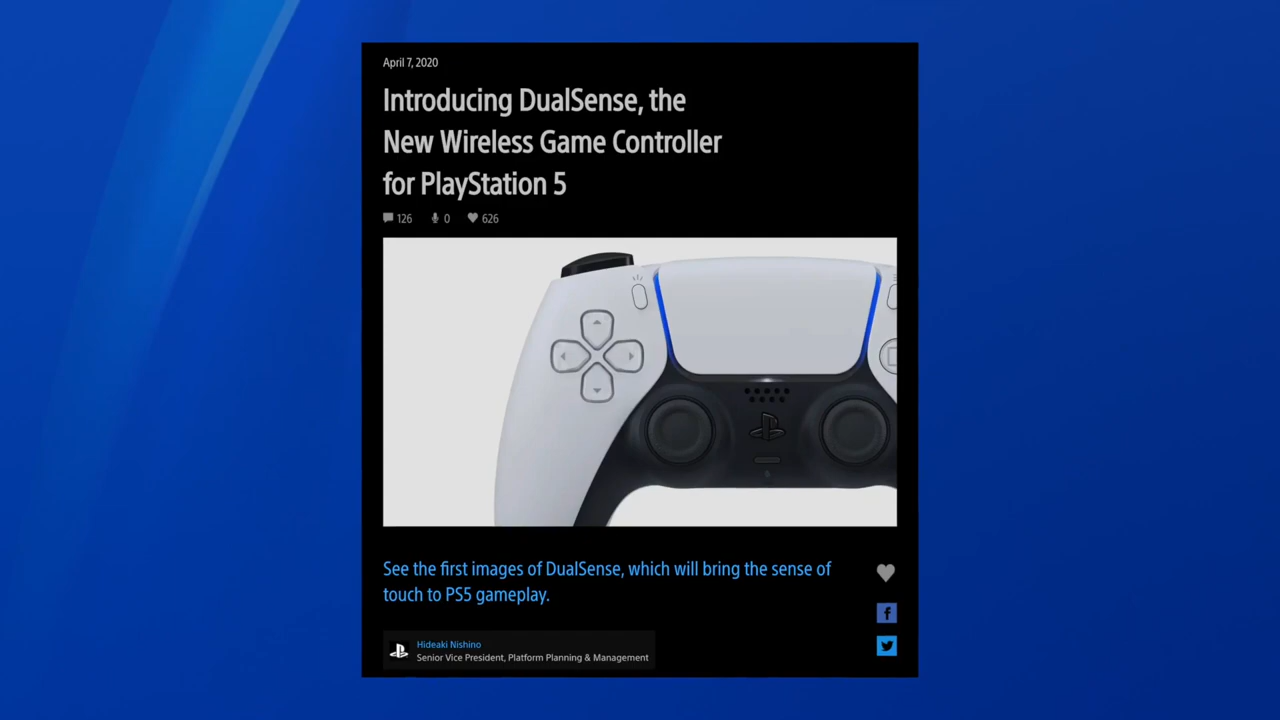 April 7, 2020
Introducing DualSense, the
New Wireless Game Controller
for PlayStation 5
126 0 626
See the first images of DualSense, which will bring the sense of
touch to PS5 gameplay.
Hideaki Nishino
Senior Vice President, Platform Planning & Management